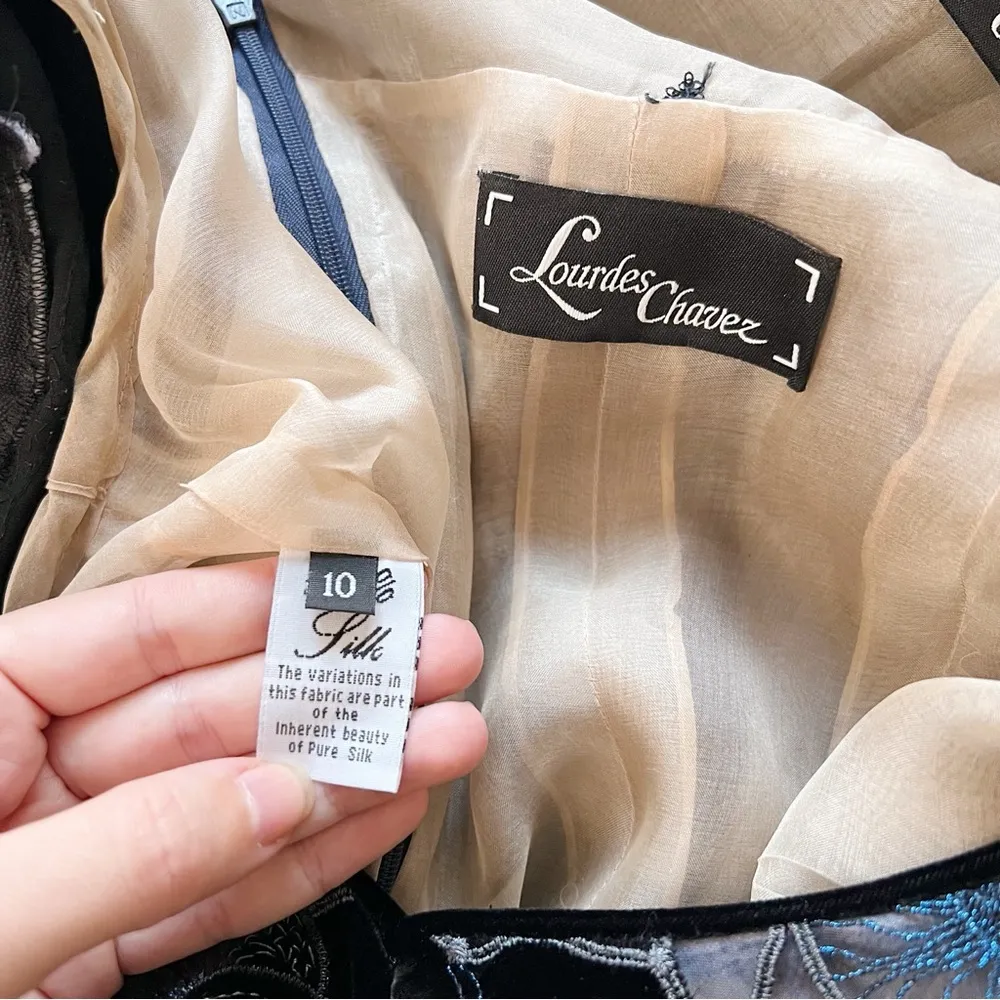 Lourdes Chavez
10
%
Silk
The variations in
this fabric are part
of the
Inherent beauty
of Pure Silk